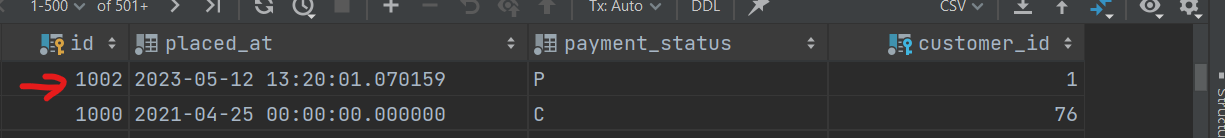 1-500 of 501+ Tx: Auto DDL CSV
id placed_at payment_status customer_id
1002 2023-05-12 13:20:01.070159 P 1
1000 2021-04-25 00:00:00.000000 C 76